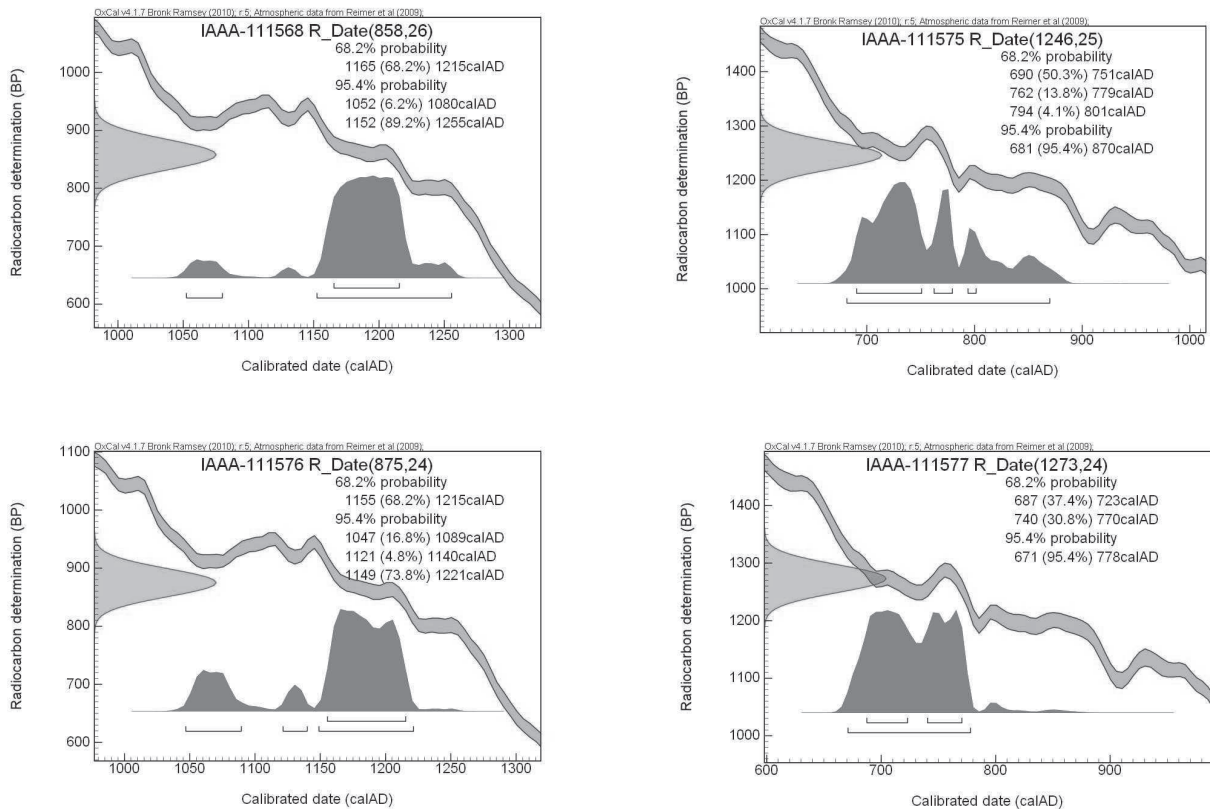 OxCal v4.1.7 Bronk Ramsey (2010); r:5; Atmospheric data from Reimer et al (2009);
IAAA-111568 R_Date(858,26)
68.2% probability
1165 (68.2%) 1215calAD
95.4% probability
1052 (6.2%) 1080calAD
1152 (89.2%) 1255calAD
Radiocarbon determination (BP)
1000
900
800
700
600
1000 1050 1100 1150 1200 1250 1300
Calibrated date (calAD)
OxCal v4.1.7 Bronk Ramsey (2010); r:5; Atmospheric data from Reimer et al (2009);
IAAA-111575 R_Date(1246,25)
68.2% probability
690 (50.3%) 751calAD
762 (13.8%) 779calAD
794 (4.1%) 801calAD
95.4% probability
681 (95.4%) 870calAD
Radiocarbon determination (BP)
1400
1300
1200
1100
1000
700 800 900 1000
Calibrated date (calAD)
OxCal v4.1.7 Bronk Ramsey (2010); r:5; Atmospheric data from Reimer et al (2009);
IAAA-111576 R_Date(875,24)
68.2% probability
1155 (68.2%) 1215calAD
95.4% probability
1047 (16.8%) 1089calAD
1121 (4.8%) 1140calAD
1149 (73.8%) 1221calAD
Radiocarbon determination (BP)
1100
1000
900
800
700
600
1000 1050 1100 1150 1200 1250 1300
Calibrated date (calAD)
OxCal v4.1.7 Bronk Ramsey (2010); r:5; Atmospheric data from Reimer et al (2009);
IAAA-111577 R_Date(1273,24)
68.2% probability
687 (37.4%) 723calAD
740 (30.8%) 770calAD
95.4% probability
671 (95.4%) 778calAD
Radiocarbon determination (BP)
1400
1300
1200
1100
1000
600 700 800 900
Calibrated date (calAD)